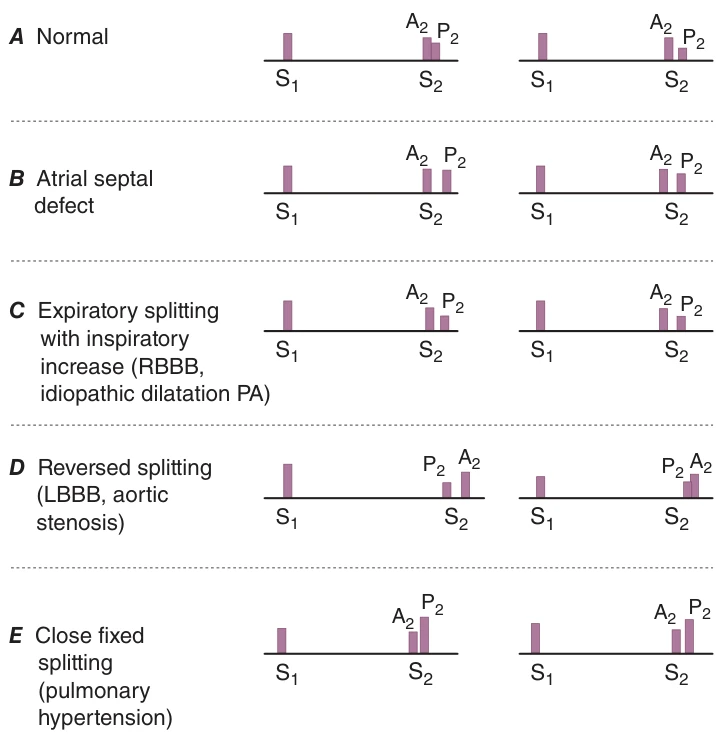 A Normal
A2 P2
S1 S2
A2 P2
S1 S2
B Atrial septal
defect
A2 P2
S1 S2
A2 P2
S1 S2
C Expiratory splitting
with inspiratory
increase (RBBB,
idiopathic dilatation PA)
A2 P2
S1 S2
A2 P2
S1 S2
D Reversed splitting
(LBBB, aortic
stenosis)
P2 A2
S1 S2
P2 A2
S1 S2
E Close fixed
splitting
(pulmonary
hypertension)
A2 P2
S1 S2
A2 P2
S1 S2